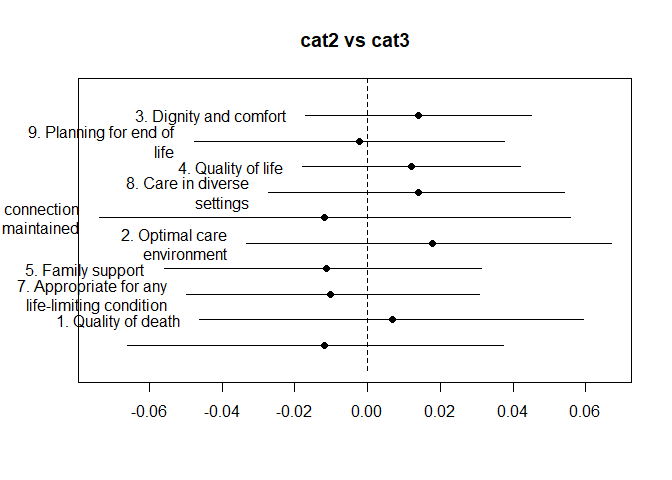 cat2 vs cat3
3. Dignity and comfort
9. Planning for end of
life
4. Quality of life
8. Care in diverse
settings
connection
maintained
2. Optimal care
environment
5. Family support
7. Appropriate for any
life-limiting condition
1. Quality of death
-0.06 -0.04 -0.02 0.00 0.02 0.04 0.06